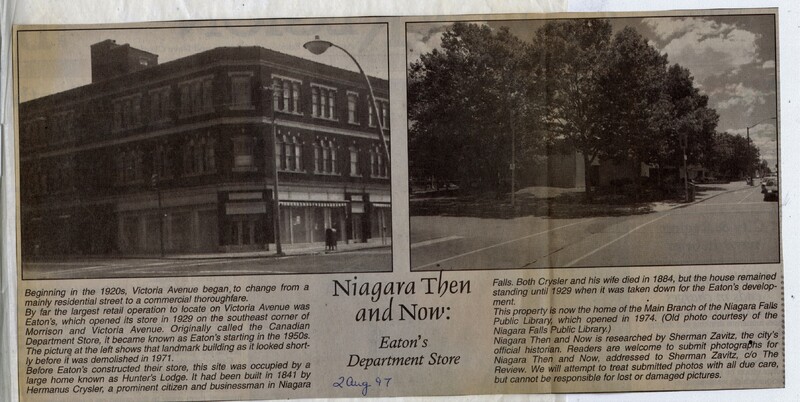 Beginning in the 1920s, Victoria Avenue began to change from a
mainly residential street to a commercial thoroughfare.
By far the largest retail operation to locate on Victoria Avenue was
Eaton's, which opened its store in 1929 on the southeast corner of
Morrison and Victoria Avenue. Originally called the Canadian
Department Store, it became known as Eaton's starting in the 1950s.
The picture at the left shows that landmark building as it looked short-
ly before it was demolished in 1971.
Before Eaton's constructed their store, this site was occupied by a
large home known as Hunter's Lodge. It had been built in 1841 by
Hermanus Crysler, a prominent citizen and businessman in Niagara
Niagara Then
and Now:
Eaton's
Department Store
2 Aug 97
Falls. Both Crysler and his wife died in 1884, but the house remained
standing until 1929 when it was taken down for the Eaton's develop-
ment.
This property is now the home of the Main Branch of the Niagara Falls
Public Library, which opened in 1974. (Old photo courtesy of the
Niagara Falls Public Library.)
Niagara Then and Now is researched by Sherman Zavitz, the city's
official historian. Readers are welcome to submit photographs for
Niagara Then and Now, addressed to Sherman Zavitz, c/o The
Review. We will attempt to treat submitted photos with all due care,
but cannot be responsible for lost or damaged pictures.